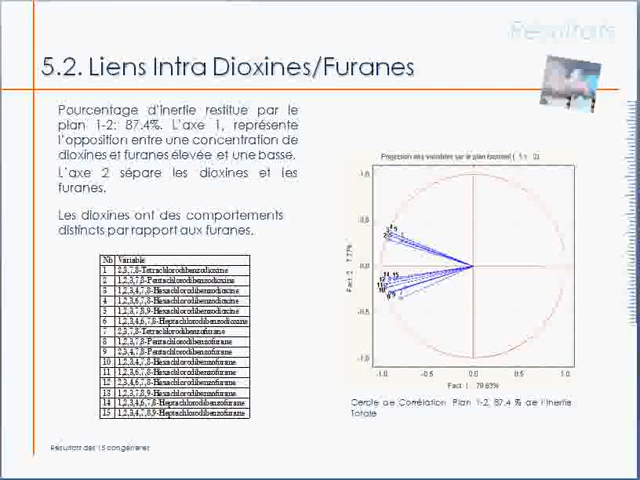 Résultats
5.2. Liens Intra Dioxines/Furanes
Pourcentage d'inertie restitue par le
plan 1-2: 87.4%. L'axe 1, représente
l'opposition entre une concentration de
dioxines et furanes élevée et une basse.
L'axe 2 sépare les dioxines et les
furanes.
Les dioxines ont des comportements
distincts par rapport aux furanes.
Nb Variable
1 2,3,7,8-Tetrachlorodibenzodioxine
2 1,2,3,7,8-Pentachlorodibenzodioxine
3 1,2,3,4,7,8-Hexachlorodibenzodioxine
4 1,2,3,6,7,8-Hexachlorodibenzodioxine
5 1,2,3,7,8,9-Hexachlorodibenzodioxine
6 1,2,3,4,6,7,8-Heptachlorodibenzodioxine
7 2,3,7,8-Tetrachlorodibenzofurane
8 1,2,3,7,8-Pentachlorodibenzofurane
9 2,3,4,7,8-Pentachlorodibenzofurane
10 1,2,3,4,7,8-Hexachlorodibenzofurane
11 1,2,3,6,7,8-Hexachlorodibenzofurane
12 2,3,4,6,7,8-Hexachlorodibenzofurane
13 1,2,3,7,8,9-Hexachlorodibenzofurane
14 1,2,3,4,6,7,8-Heptachlorodibenzofurane
15 1,2,3,4,7,8,9-Heptachlorodibenzofurane
Projection des variables sur le plan factoriel ( 1 x 2)
1,0
0,5
0,0
-0,5
-1,0
Fact. 2 : 7.77%
-1.0 -0.5 0.0 0.5 1.0
Fact. 1 : 79.63%
Cercle de Corrélation Plan 1-2, 87.4 % de l'Inertie
Totale
Résultats des 15 congénères